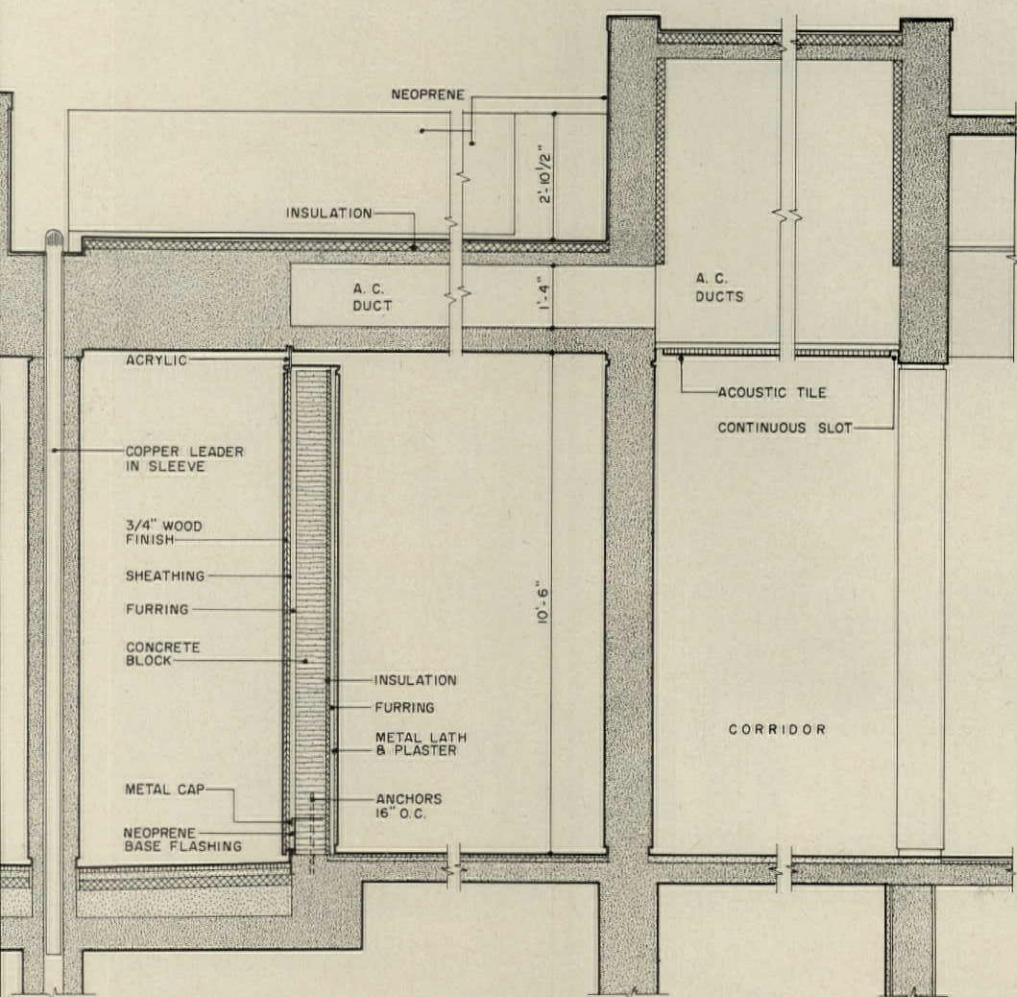 NEOPRENE
2'-10 1/2"
INSULATION
A. C.
DUCT
1'-4"
A. C.
DUCTS
ACRYLIC
ACOUSTIC TILE
CONTINUOUS SLOT
COPPER LEADER
IN SLEEVE
3/4" WOOD
FINISH
SHEATHING
FURRING
10'-6"
CONCRETE
BLOCK
INSULATION
FURRING
METAL LATH
& PLASTER
CORRIDOR
METAL CAP
ANCHORS
16" O.C.
NEOPRENE
BASE FLASHING